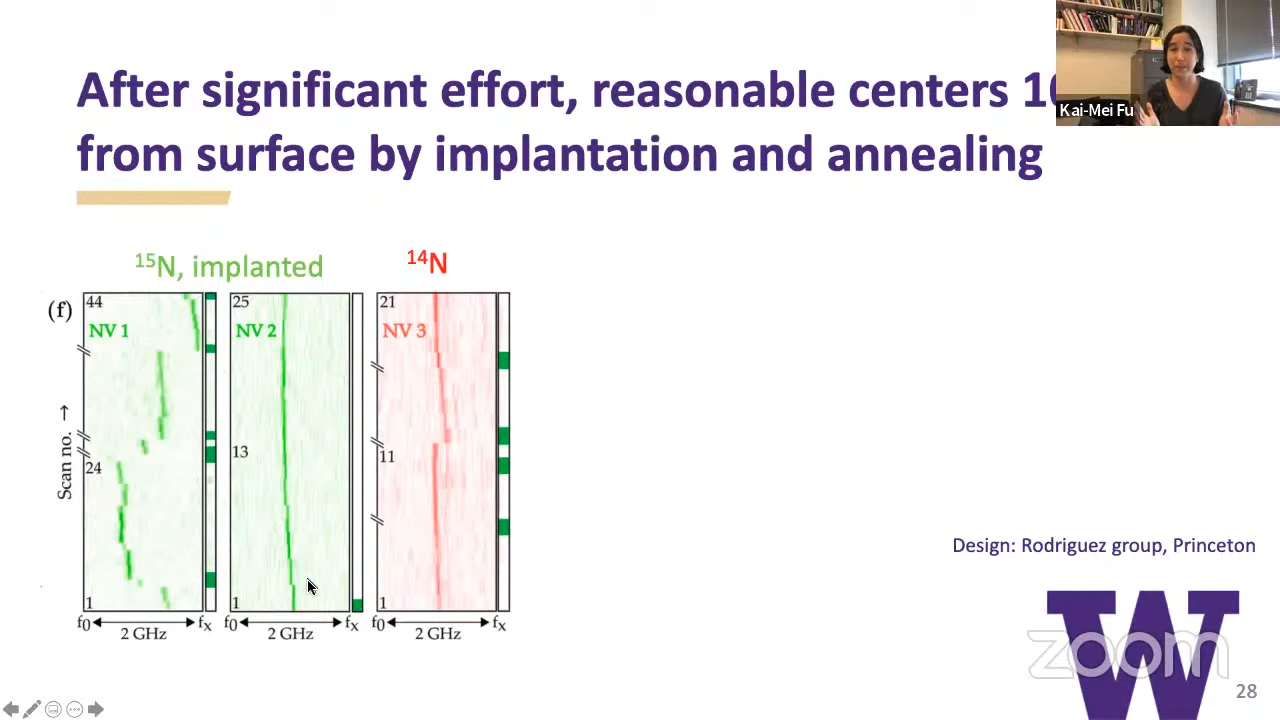 After significant effort, reasonable centers
from surface by implantation and annealing
Kai-Mei Fu
¹⁵N, implanted
¹⁴N
(f)
44
NV 1
24
1
25
NV 2
13
1
21
NV 3
11
1
Scan no. →
f₀ 2 GHz fₓ
f₀ 2 GHz fₓ
f₀ 2 GHz fₓ
Design: Rodriguez group, Princeton
W
zoom
28